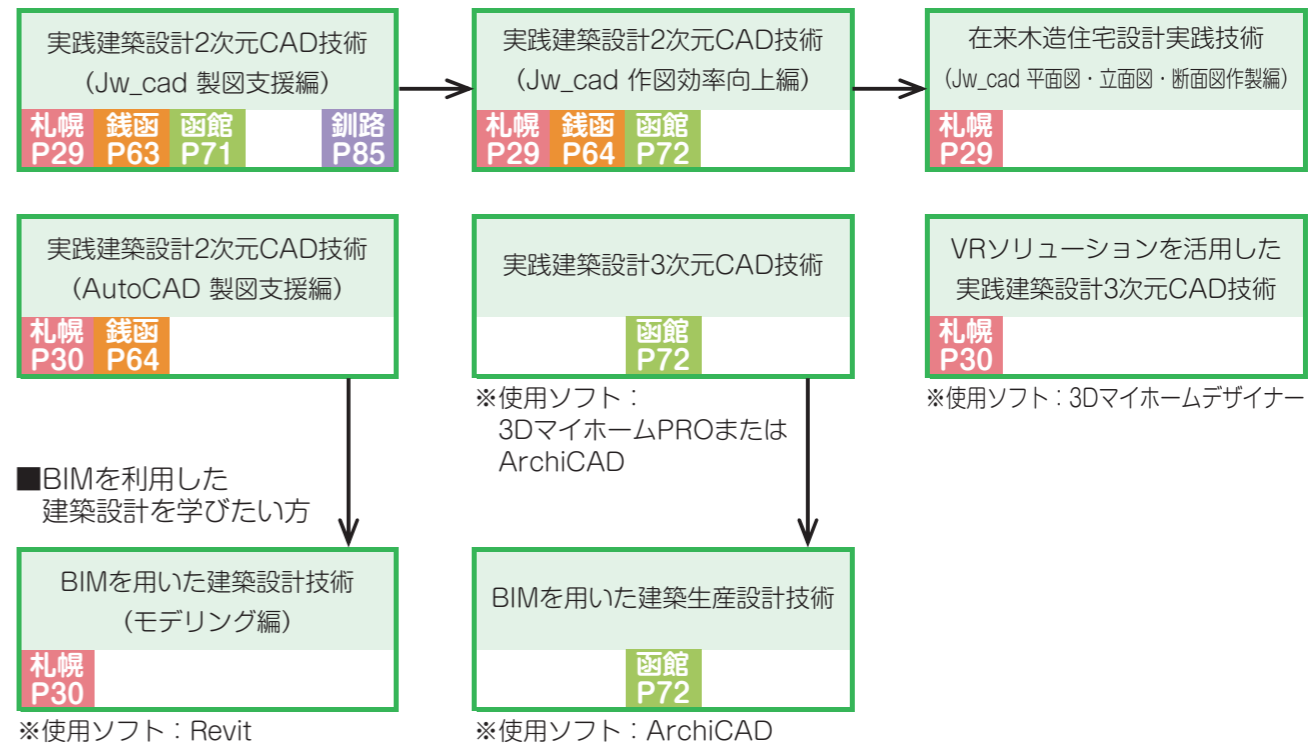 実践建築設計2次元CAD技術
（Jw_cad 製図支援編）
札幌 銭函 函館 釧路
P29 P63 P71 P85
実践建築設計2次元CAD技術
（Jw_cad 作図効率向上編）
札幌 銭函 函館
P29 P64 P72
在来木造住宅設計実践技術
（Jw_cad 平面図・立面図・断面図作製編）
札幌
P29
実践建築設計2次元CAD技術
（AutoCAD 製図支援編）
札幌 銭函
P30 P64
実践建築設計3次元CAD技術
函館
P72
※使用ソフト：
3DマイホームPROまたは
ArchiCAD
VRソリューションを活用した
実践建築設計3次元CAD技術
札幌
P30
※使用ソフト：3Dマイホームデザイナー
■BIMを利用した
建築設計を学びたい方
BIMを用いた建築設計技術
（モデリング編）
札幌
P30
※使用ソフト：Revit
BIMを用いた建築生産設計技術
函館
P72
※使用ソフト：ArchiCAD